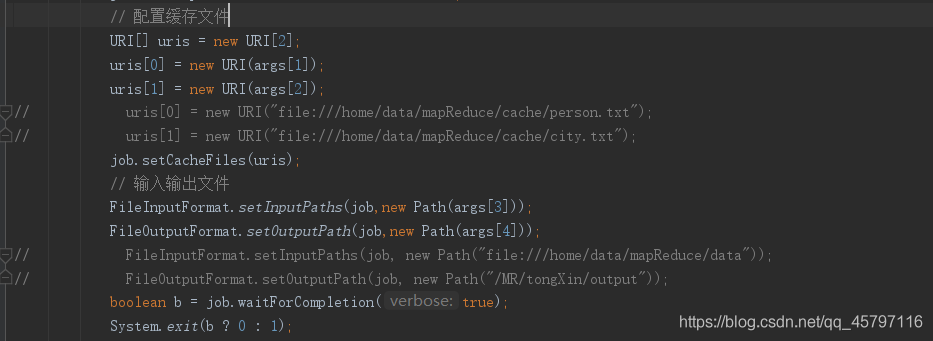 // 配置缓存文件
URI[] uris = new URI[2];
uris[0] = new URI(args[1]);
uris[1] = new URI(args[2]);
// uris[0] = new URI("file:///home/data/mapReduce/cache/person.txt");
// uris[1] = new URI("file:///home/data/mapReduce/cache/city.txt");
job.setCacheFiles(uris);
// 输入输出文件
FileInputFormat.setInputPaths(job,new Path(args[3]));
FileOutputFormat.setOutputPath(job,new Path(args[4]));
// FileInputFormat.setInputPaths(job, new Path("file:///home/data/mapReduce/data"));
// FileOutputFormat.setOutputPath(job, new Path("/MR/tongXin/output"));
boolean b = job.waitForCompletion( verbose: true);
System.exit(b ? 0 : 1);
https://blog.csdn.net/qq_45797116